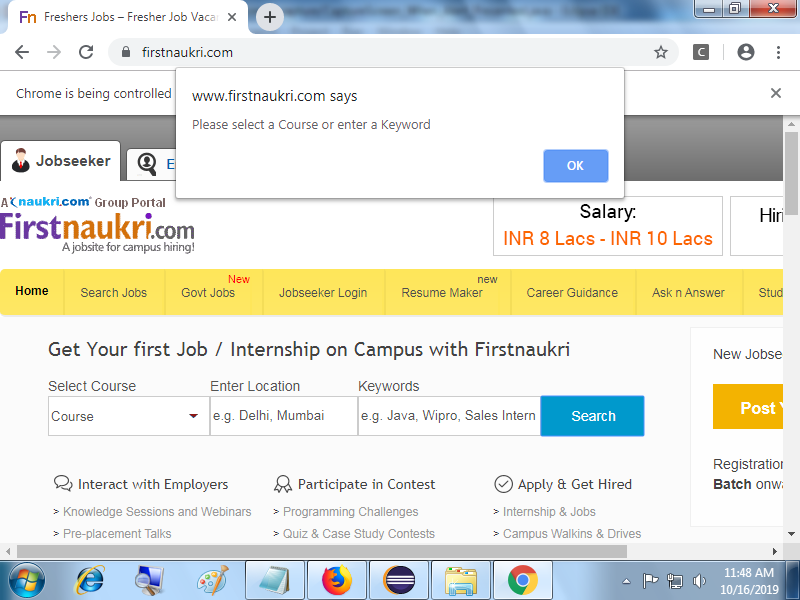 Freshers Jobs – Fresher Job Vacan
firstnaukri.com
Chrome is being controlled
www.firstnaukri.com says
Please select a Course or enter a Keyword
OK
Jobseeker
E
A naukri.com Group Portal
Firstnaukri.com
A jobsite for campus hiring!
Salary:
INR 8 Lacs - INR 10 Lacs
Hiri
Home
Search Jobs
New
Govt Jobs
Jobseeker Login
new
Resume Maker
Career Guidance
Ask n Answer
Stud
Get Your first Job / Internship on Campus with Firstnaukri
Select Course Enter Location Keywords
Course e.g. Delhi, Mumbai e.g. Java, Wipro, Sales Intern Search
New Jobse
Post Y
Registration
Batch onwa
Interact with Employers Participate in Contest Apply & Get Hired
> Knowledge Sessions and Webinars > Programming Challenges > Internship & Jobs
> Pre-placement Talks > Quiz & Case Study Contests > Campus Walkins & Drives
11:48 AM
10/16/2019